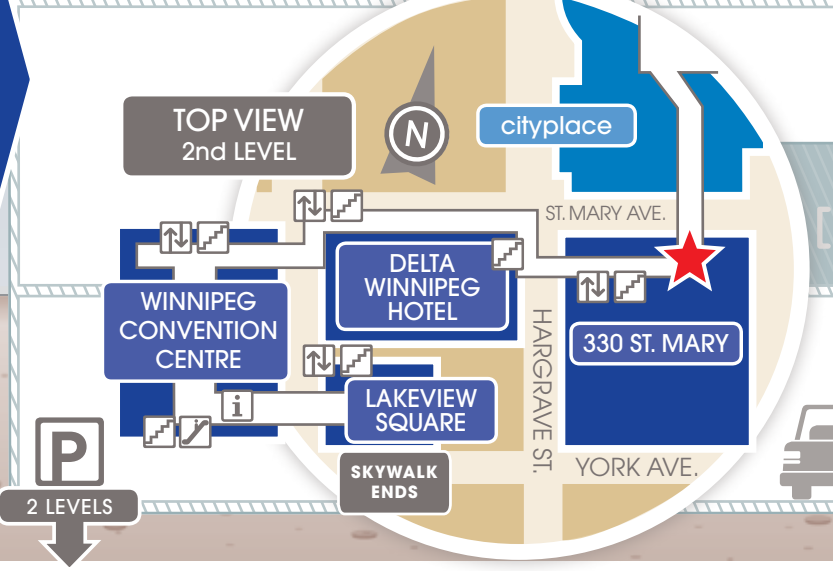 TOP VIEW
2nd LEVEL
N
cityplace
ST. MARY AVE.
DELTA
WINNIPEG
HOTEL
WINNIPEG
CONVENTION
CENTRE
330 ST. MARY
HARGRAVE ST.
i
LAKEVIEW
SQUARE
P
SKYWALK
ENDS
YORK AVE.
2 LEVELS